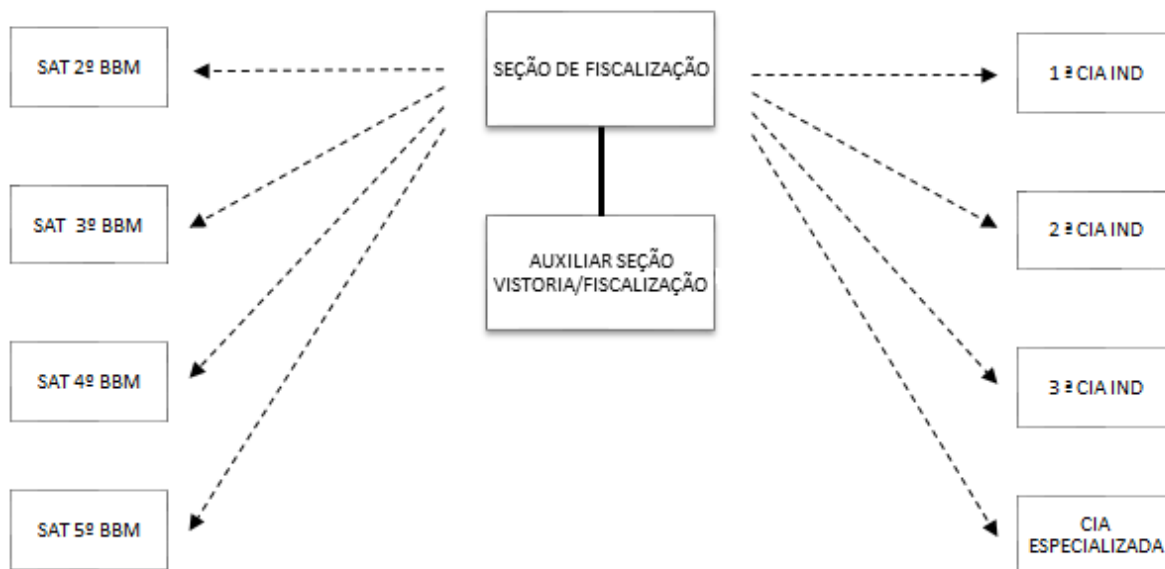 SAT 2º BBM
SEÇÃO DE FISCALIZAÇÃO
1 ª CIA IND
SAT 3º BBM
AUXILIAR SEÇÃO
VISTORIA/FISCALIZAÇÃO
2 ª CIA IND
SAT 4º BBM
3 ª CIA IND
SAT 5º BBM
CIA
ESPECIALIZADA